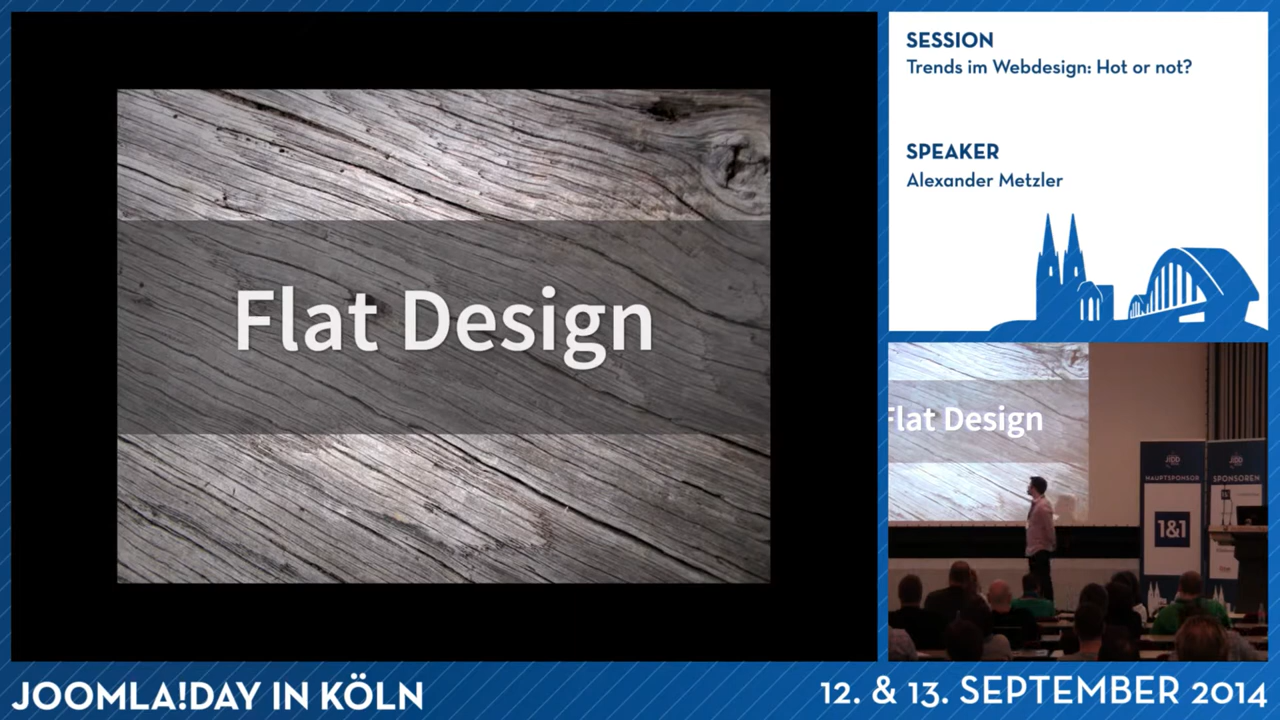 Flat Design
SESSION
Trends im Webdesign: Hot or not?
SPEAKER
Alexander Metzler
Flat Design
HAUPTSPONSOR
1&1
SPONSOREN
JOOMLA!DAY IN KÖLN
12. & 13. SEPTEMBER 2014